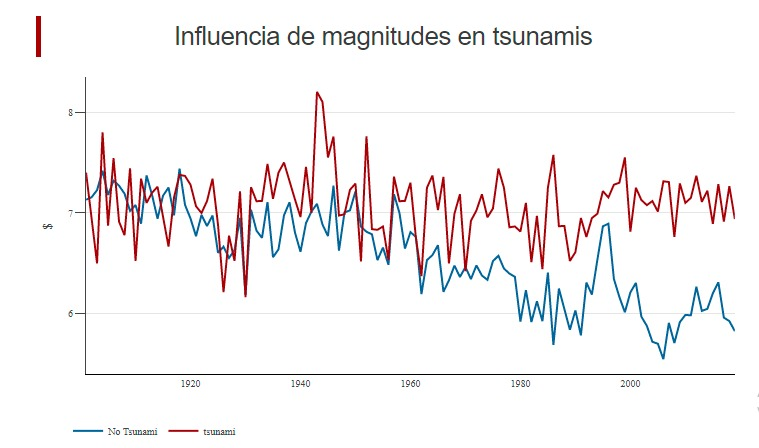 Influencia de magnitudes en tsunamis
8
7
6
$
1920 1940 1960 1980 2000
No Tsunami tsunami